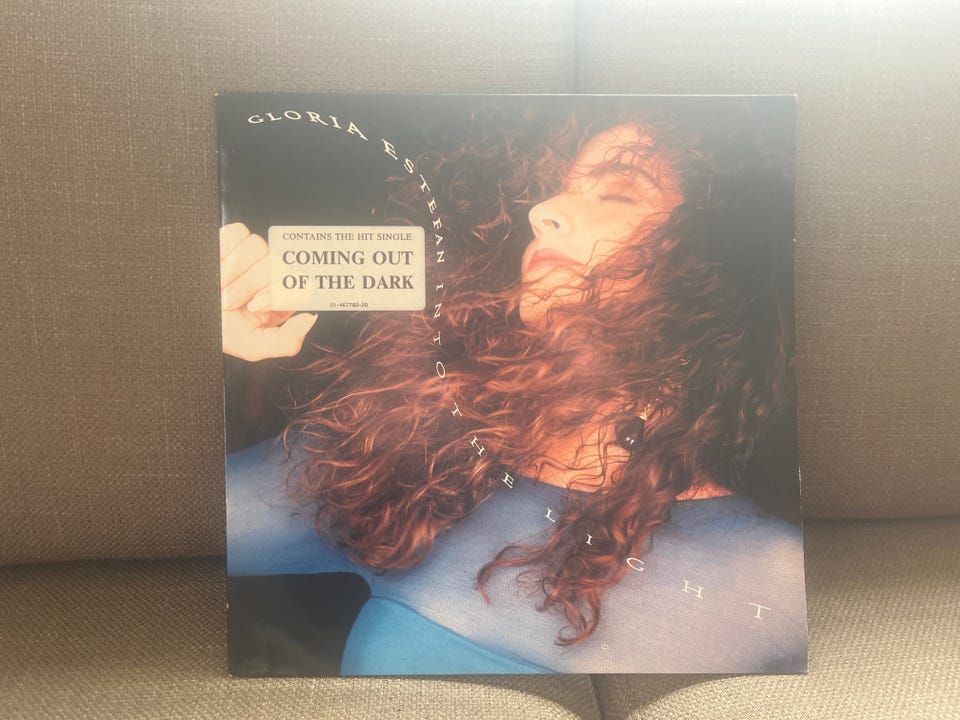 GLORIA ESTEFAN INTO THE LIGHT
CONTAINS THE HIT SINGLE
COMING OUT
OF THE DARK
01-467782-20